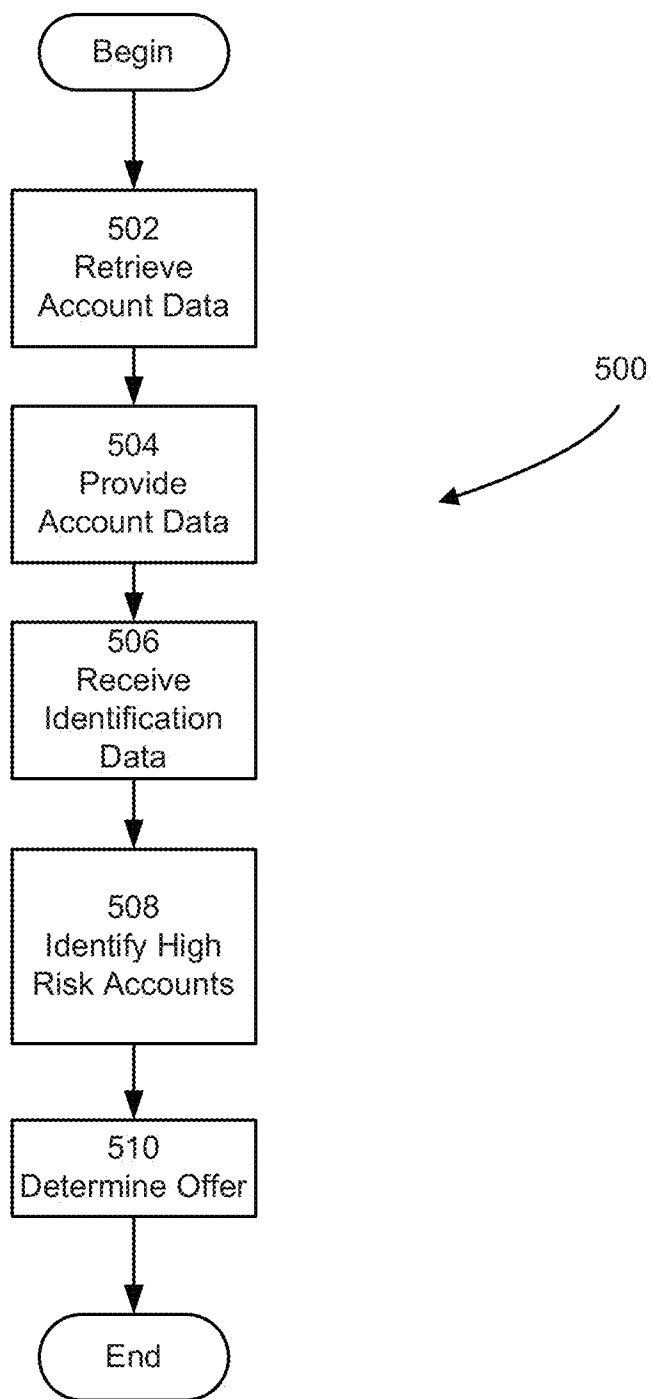 Begin
502
Retrieve
Account Data
500
504
Provide
Account Data
506
Receive
Identification
Data
508
Identify High
Risk Accounts
510
Determine Offer
End